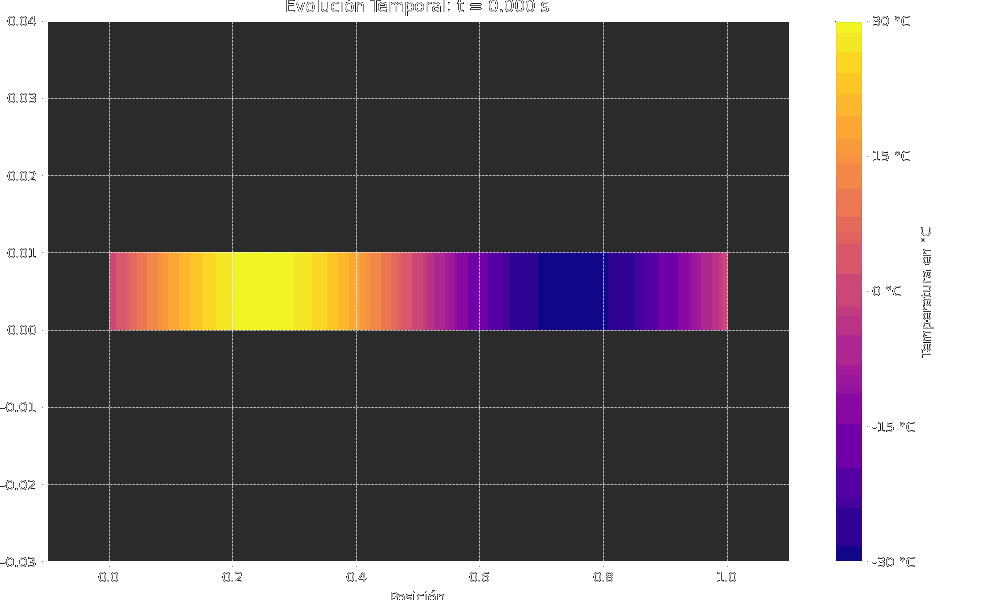 Evolución Temporal: t = 0.000 s
0.04
0.03
0.02
0.01
0.00
-0.01
-0.02
-0.03
0.0 0.2 0.4 0.6 0.8 1.0
Posición
30 °C
15 °C
0 °C
-15 °C
-30 °C
Temperatura en °C